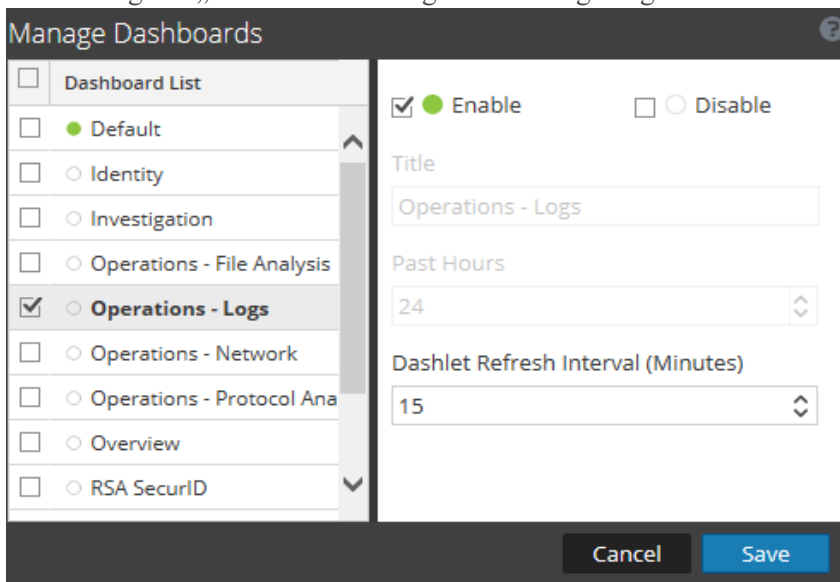 Manage Dashboards
Dashboard List
Default
Identity
Investigation
Operations - File Analysis
Operations - Logs
Operations - Network
Operations - Protocol Ana
Overview
RSA SecurID
Enable
Disable
Title
Operations - Logs
Past Hours
24
Dashlet Refresh Interval (Minutes)
15
Cancel
Save